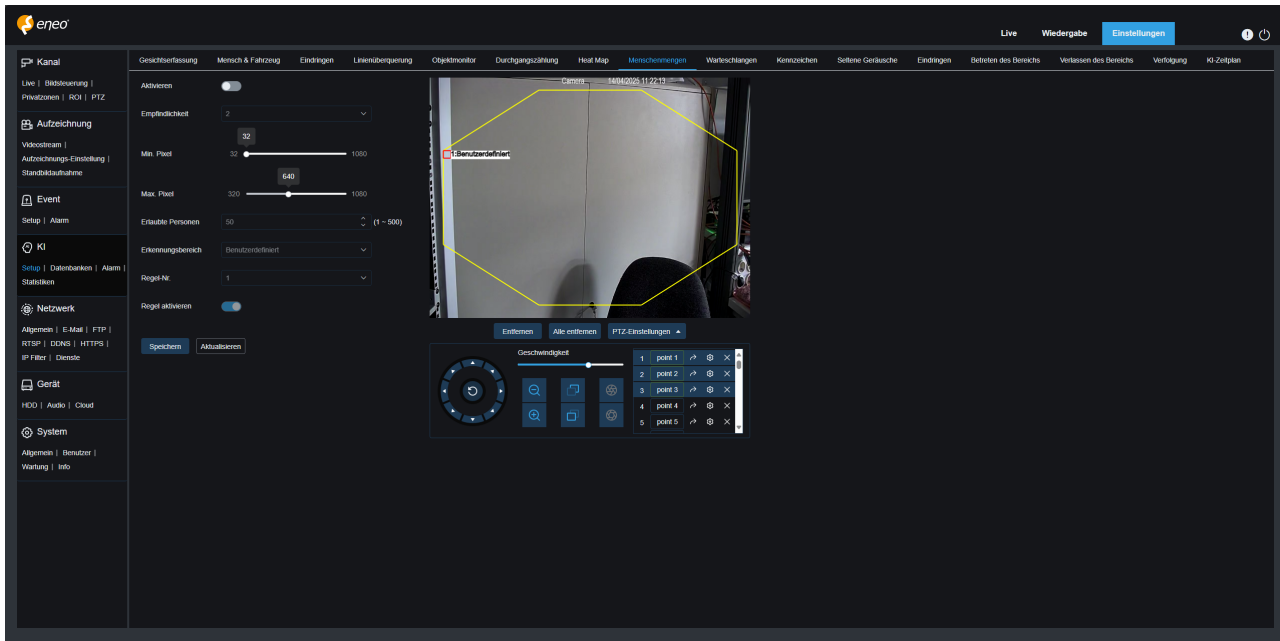 eneo
Live Wiedergabe Einstellungen
Kanal
Live | Bildsteuerung |
Privatzonen | ROI | PTZ
Aufzeichnung
Videostream |
Aufzeichnungs-Einstellung |
Standbildaufnahme
Event
Setup | Alarm
KI
Setup | Datenbanken | Alarm |
Statistiken
Netzwerk
Allgemein | E-Mail | FTP |
RTSP | DDNS | HTTPS |
IP Filter | Dienste
Gerät
HDD | Audio | Cloud
System
Allgemein | Benutzer |
Wartung | Info
Gesichtserfassung Mensch & Fahrzeug Eindringen Linienüberquerung Objektmonitor Durchgangszählung Heat Map Menschenmengen Warteschlangen Kennzeichen Seltene Geräusche Eindringen Betreten des Bereichs Verlassen des Bereichs Verfolgung KI-Zeitplan
Aktivieren
Empfindlichkeit 2
32
Min. Pixel 32 1080
640
Max. Pixel 320 1080
Erlaubte Personen 50 (1 ~ 500)
Erkennungsbereich Benutzerdefiniert
Regel-Nr. 1
Regel aktivieren
Speichern Aktualisieren
Camera 14/04/2025 11:22:13
1:Benutzerdefiniert
Entfernen Alle entfernen PTZ-Einstellungen
Geschwindigkeit
1 point 1
2 point 2
3 point 3
4 point 4
5 point 5